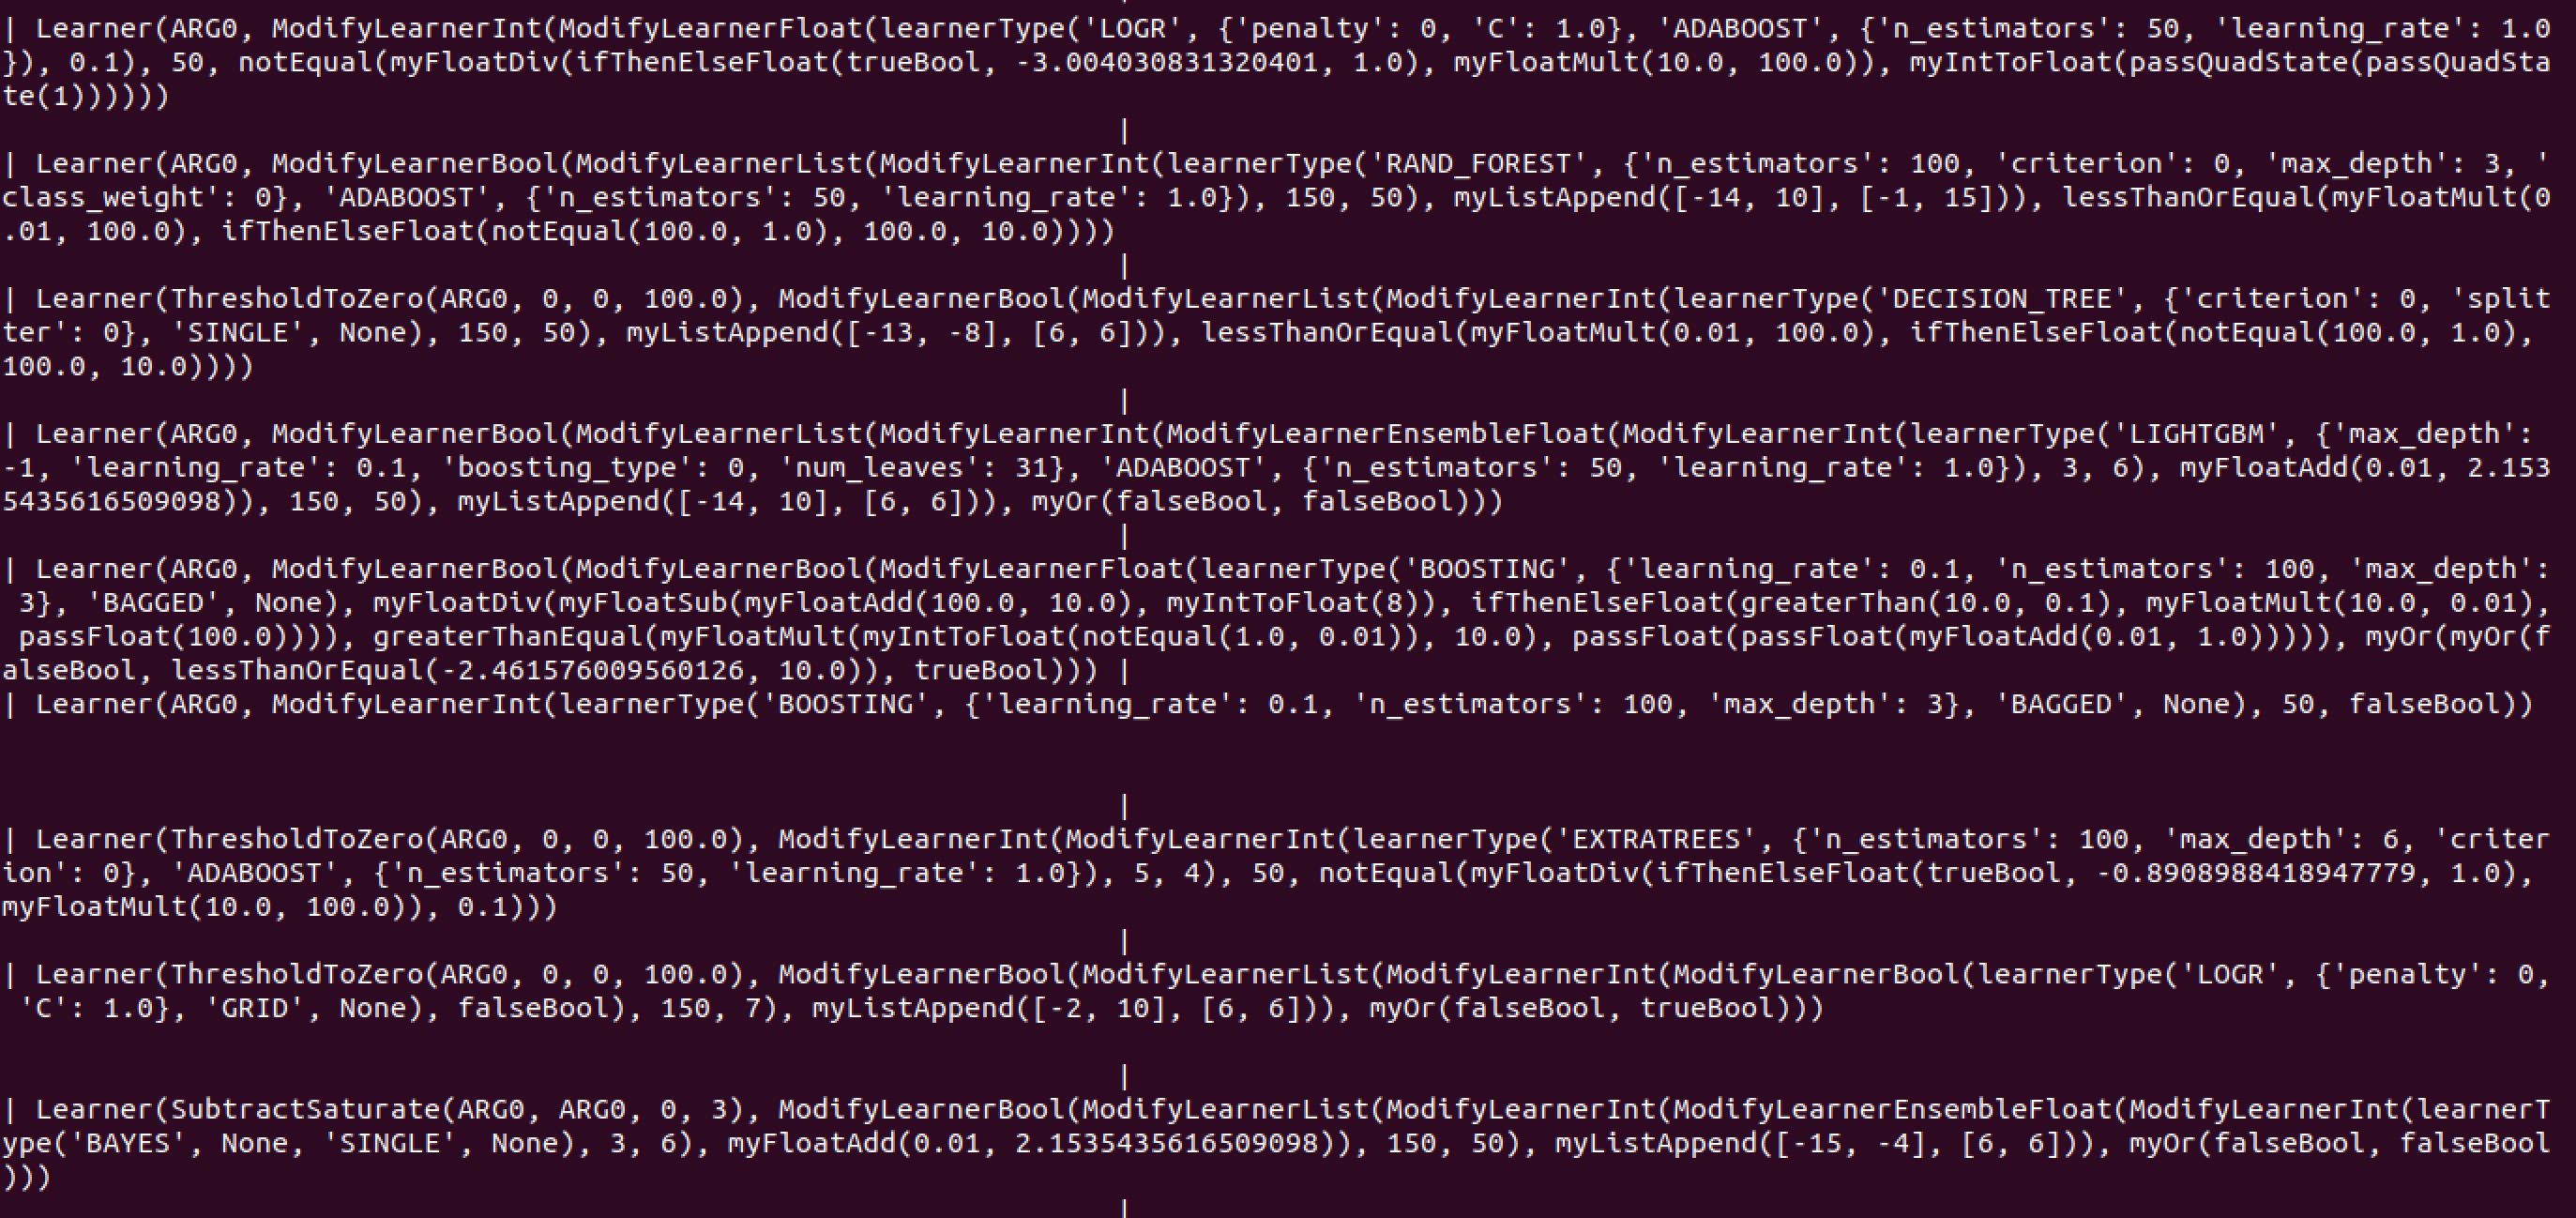 | Learner(ARG0, ModifyLearnerInt(ModifyLearnerFloat(learnerType('LOGR', {'penalty': 0, 'C': 1.0}, 'ADABOOST', {'n_estimators': 50, 'learning_rate': 1.0
}), 0.1), 50, notEqual(myFloatDiv(ifThenElseFloat(trueBool, -3.004030831320401, 1.0), myFloatMult(10.0, 100.0)), myIntToFloat(passQuadState(passQuadSta
te(1))))))
|
| Learner(ARG0, ModifyLearnerBool(ModifyLearnerList(ModifyLearnerInt(learnerType('RAND_FOREST', {'n_estimators': 100, 'criterion': 0, 'max_depth': 3, '
class_weight': 0}, 'ADABOOST', {'n_estimators': 50, 'learning_rate': 1.0}), 150, 50), myListAppend([-14, 10], [-1, 15])), lessThanOrEqual(myFloatMult(0
.01, 100.0), ifThenElseFloat(notEqual(100.0, 1.0), 100.0, 10.0))))
|
| Learner(ThresholdToZero(ARG0, 0, 0, 100.0), ModifyLearnerBool(ModifyLearnerList(ModifyLearnerInt(learnerType('DECISION_TREE', {'criterion': 0, 'split
ter': 0}, 'SINGLE', None), 150, 50), myListAppend([-13, -8], [6, 6])), lessThanOrEqual(myFloatMult(0.01, 100.0), ifThenElseFloat(notEqual(100.0, 1.0),
100.0, 10.0))))
|
| Learner(ARG0, ModifyLearnerBool(ModifyLearnerList(ModifyLearnerInt(ModifyLearnerEnsembleFloat(ModifyLearnerInt(learnerType('LIGHTGBM', {'max_depth':
-1, 'learning_rate': 0.1, 'boosting_type': 0, 'num_leaves': 31}, 'ADABOOST', {'n_estimators': 50, 'learning_rate': 1.0}), 3, 6), myFloatAdd(0.01, 2.153
5435616509098)), 150, 50), myListAppend([-14, 10], [6, 6])), myOr(falseBool, falseBool)))
|
| Learner(ARG0, ModifyLearnerBool(ModifyLearnerBool(ModifyLearnerFloat(learnerType('BOOSTING', {'learning_rate': 0.1, 'n_estimators': 100, 'max_depth':
3}, 'BAGGED', None), myFloatDiv(myFloatSub(myFloatAdd(100.0, 10.0), myIntToFloat(8)), ifThenElseFloat(greaterThan(10.0, 0.1), myFloatMult(10.0, 0.01),
passFloat(100.0)))), greaterThanEqual(myFloatMult(myIntToFloat(notEqual(1.0, 0.01)), 10.0), passFloat(passFloat(myFloatAdd(0.01, 1.0))))), myOr(myOr(f
alseBool, lessThanOrEqual(-2.461576009560126, 10.0)), trueBool))) |
| Learner(ARG0, ModifyLearnerInt(learnerType('BOOSTING', {'learning_rate': 0.1, 'n_estimators': 100, 'max_depth': 3}, 'BAGGED', None), 50, falseBool))
|
| Learner(ThresholdToZero(ARG0, 0, 0, 100.0), ModifyLearnerInt(ModifyLearnerInt(learnerType('EXTRATREES', {'n_estimators': 100, 'max_depth': 6, 'criter
ion': 0}, 'ADABOOST', {'n_estimators': 50, 'learning_rate': 1.0}), 5, 4), 50, notEqual(myFloatDiv(ifThenElseFloat(trueBool, -0.8908988418947779, 1.0),
myFloatMult(10.0, 100.0)), 0.1)))
|
| Learner(ThresholdToZero(ARG0, 0, 0, 100.0), ModifyLearnerBool(ModifyLearnerList(ModifyLearnerInt(ModifyLearnerBool(learnerType('LOGR', {'penalty': 0,
'C': 1.0}, 'GRID', None), falseBool), 150, 7), myListAppend([-2, 10], [6, 6])), myOr(falseBool, trueBool)))
|
| Learner(SubtractSaturate(ARG0, ARG0, 0, 3), ModifyLearnerBool(ModifyLearnerList(ModifyLearnerInt(ModifyLearnerEnsembleFloat(ModifyLearnerInt(learnerT
ype('BAYES', None, 'SINGLE', None), 3, 6), myFloatAdd(0.01, 2.1535435616509098)), 150, 50), myListAppend([-15, -4], [6, 6])), myOr(falseBool, falseBool
)))
|